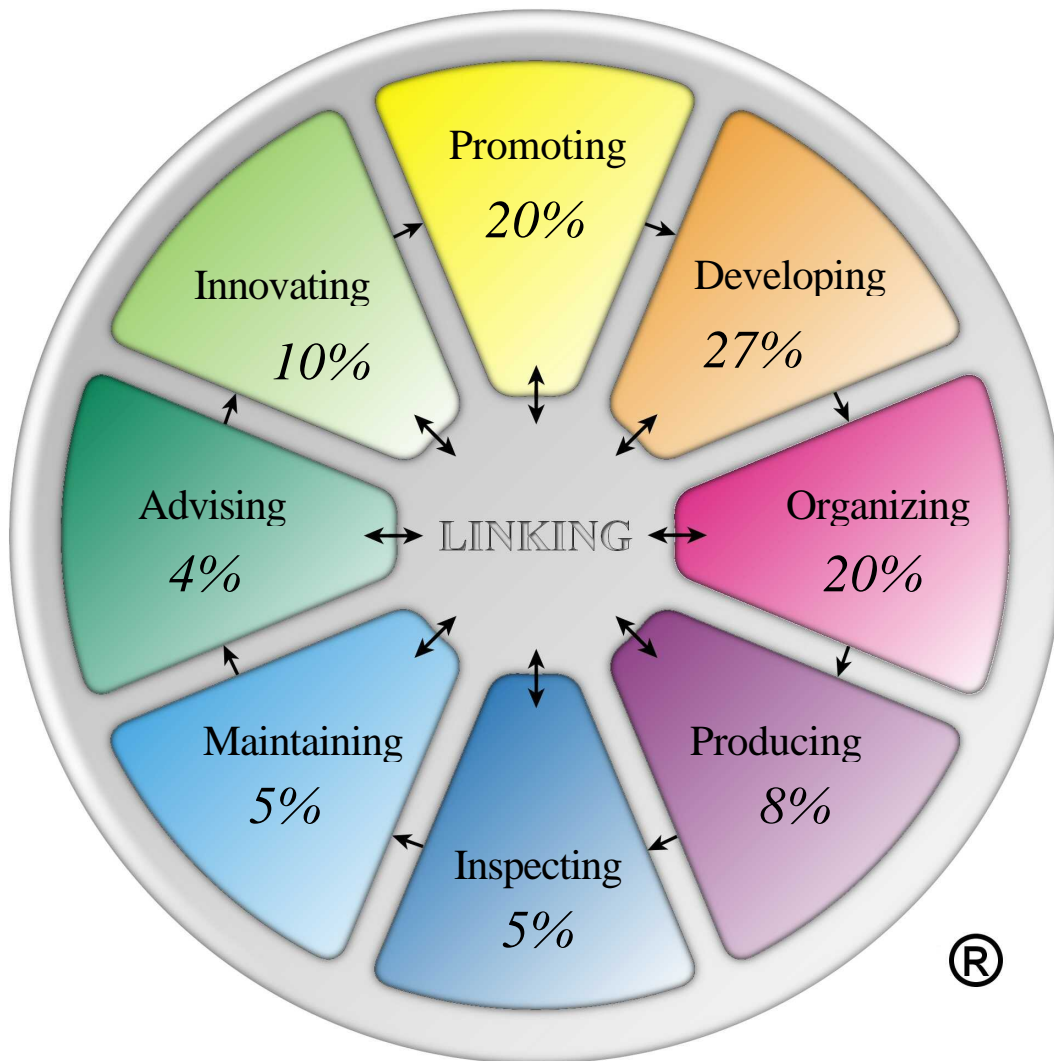 Promoting
20%
Developing
27%
Organizing
20%
Producing
8%
Inspecting
5%
Maintaining
5%
Advising
4%
Innovating
10%
LINKING
®